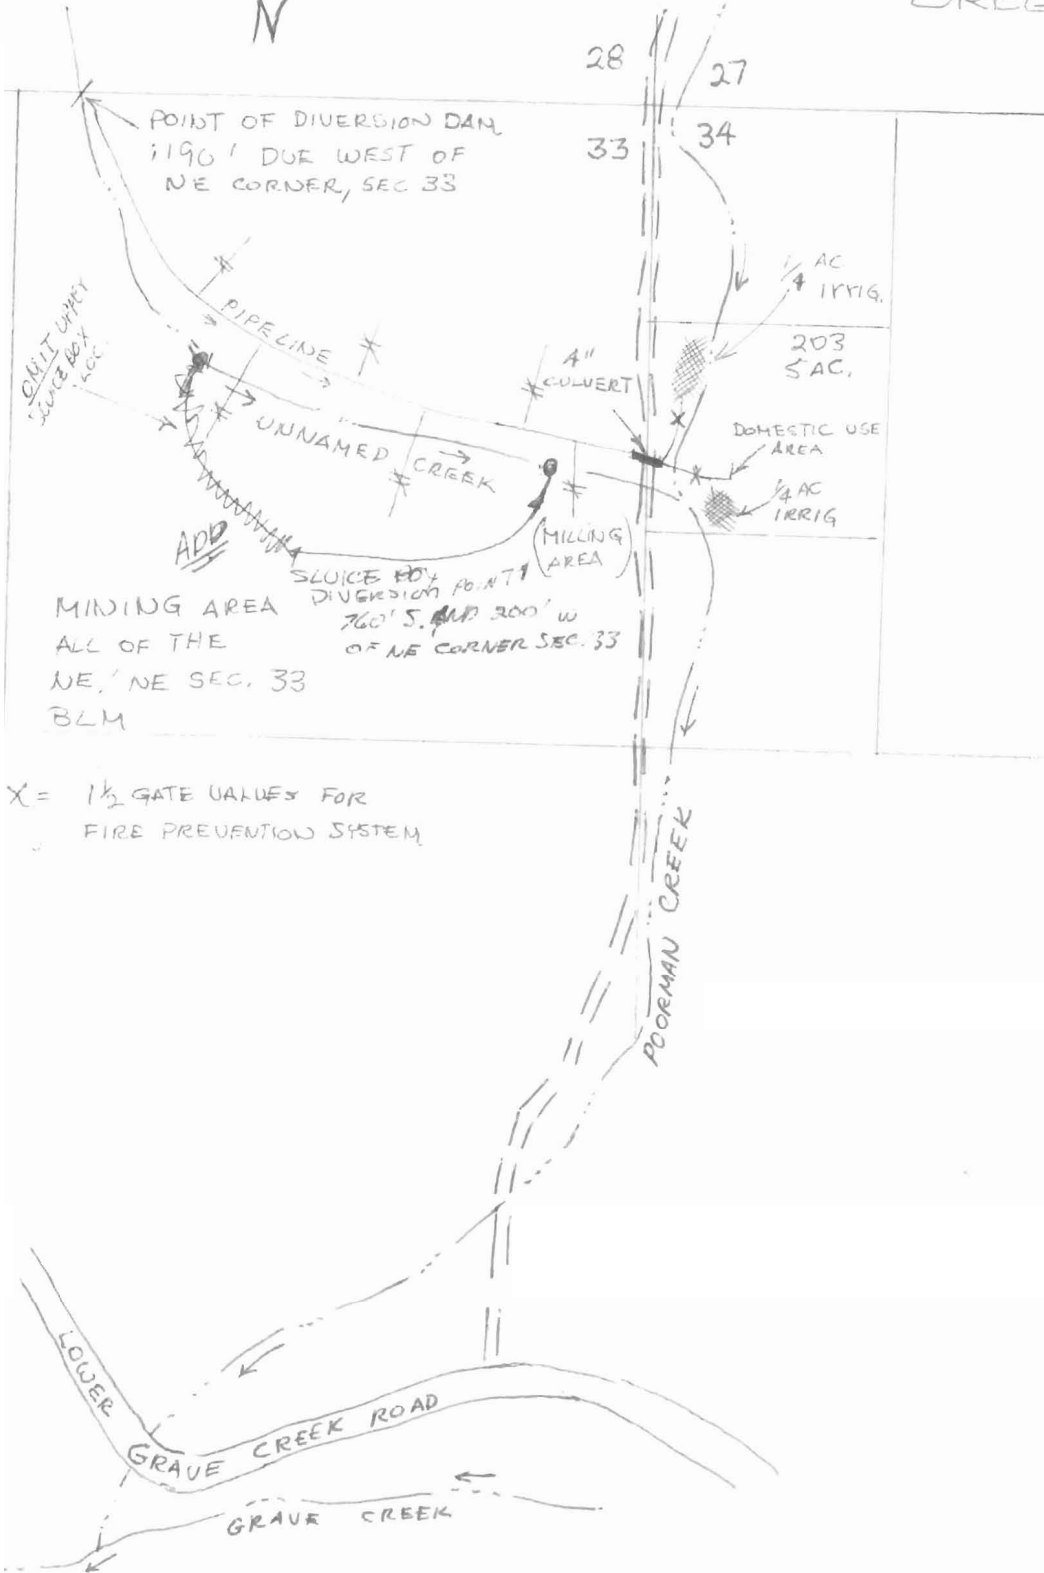 N
28
27
33
34
POINT OF DIVERSION DAM
1190' DUE WEST OF
NE CORNER, SEC 33
1/4 AC
IRRIG.
203
5 AC.
OMIT UPPER
SLUICE BOX
LOC.
PIPELINE
4"
CULVERT
UNNAMED CREEK
DOMESTIC USE
AREA
1/4 AC
IRRIG
(MILLING
AREA)
ADD
SLUICE BOX
DIVERSION POINT
760' S. AND 200' W
OF NE CORNER SEC. 33
MINING AREA
ALL OF THE
NE, NE SEC. 33
BLM
X = 1 1/2 GATE VALUES FOR
FIRE PREVENTION SYSTEM
POORMAN CREEK
LOWER
GRAVE CREEK ROAD
GRAVE CREEK